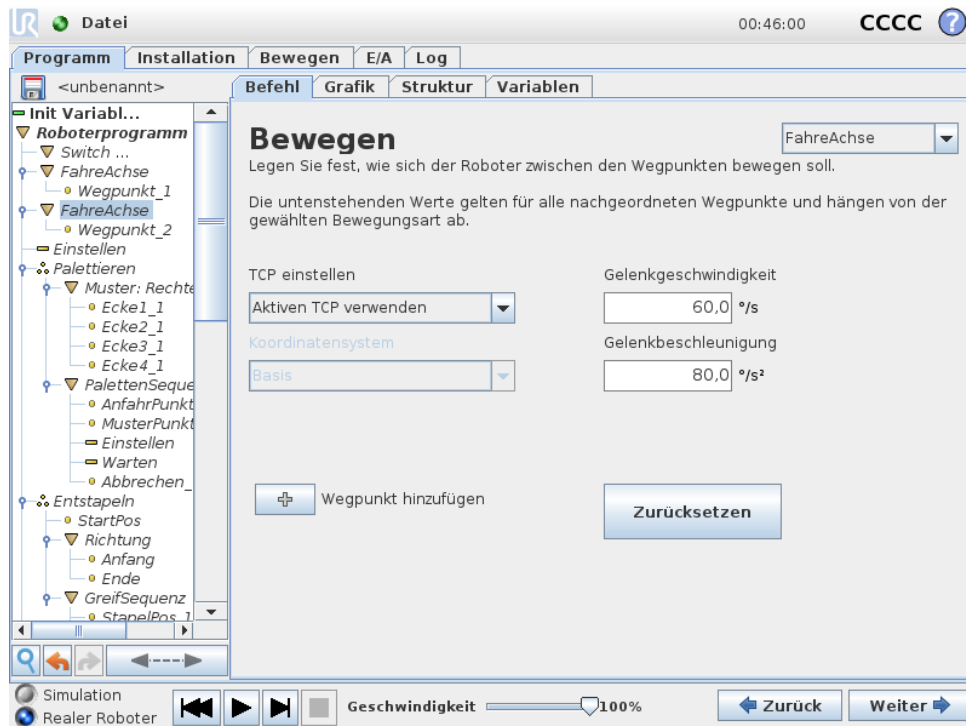 UR Datei 00:46:00 CCCC ?
Programm Installation Bewegen E/A Log
<unbenannt>
Befehl Grafik Struktur Variablen
Init Variabl...
Roboterprogramm
Switch ...
FahreAchse
Wegpunkt_1
FahreAchse
Wegpunkt_2
Einstellen
Palettieren
Muster: Rechte
Ecke1_1
Ecke2_1
Ecke3_1
Ecke4_1
PalettenSeque
AnfahrPunkt
MusterPunkt
Einstellen
Warten
Abbrechen_
Entstapeln
StartPos
Richtung
Anfang
Ende
GreifSequenz
StapelPos_1
Bewegen
FahreAchse
Legen Sie fest, wie sich der Roboter zwischen den Wegpunkten bewegen soll.
Die untenstehenden Werte gelten für alle nachgeordneten Wegpunkte und hängen von der
gewählten Bewegungsart ab.
TCP einstellen
Aktiven TCP verwenden
Koordinatensystem
Basis
Gelenkgeschwindigkeit
60,0 °/s
Gelenkbeschleunigung
80,0 °/s²
Wegpunkt hinzufügen
Zurücksetzen
Simulation
Realer Roboter
Geschwindigkeit 100%
Zurück
Weiter